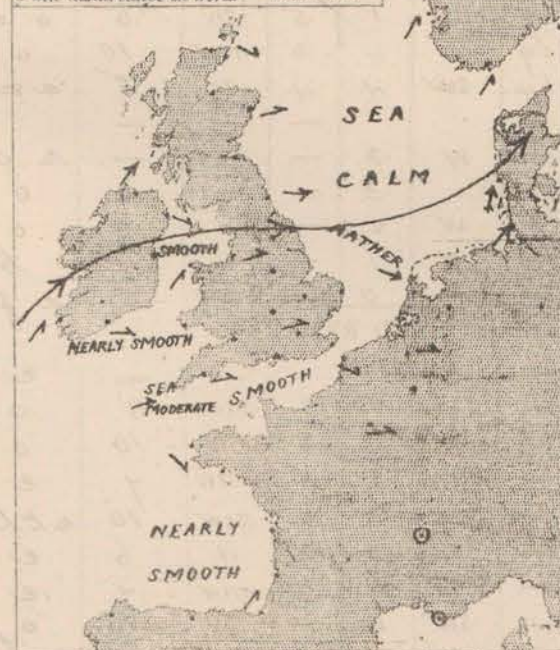 SEA
CALM
RATHER
SMOOTH
NEARLY SMOOTH
SEA
MODERATE
SMOOTH
NEARLY
SMOOTH